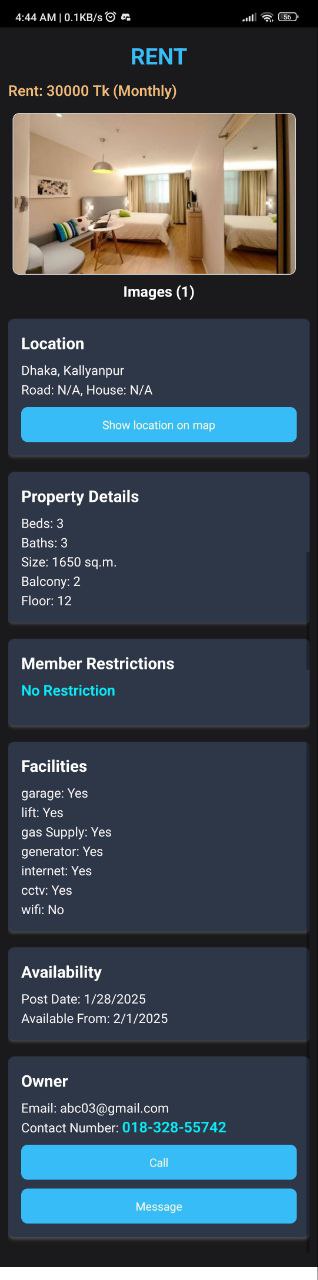 4:44 AM | 0.1KB/s
56
RENT
Rent: 30000 Tk (Monthly)
Images (1)
Location
Dhaka, Kallyanpur
Road: N/A, House: N/A
Show location on map
Property Details
Beds: 3
Baths: 3
Size: 1650 sq.m.
Balcony: 2
Floor: 12
Member Restrictions
No Restriction
Facilities
garage: Yes
lift: Yes
gas Supply: Yes
generator: Yes
internet: Yes
cctv: Yes
wifi: No
Availability
Post Date: 1/28/2025
Available From: 2/1/2025
Owner
Email: abc03@gmail.com
Contact Number: 018-328-55742
Call
Message